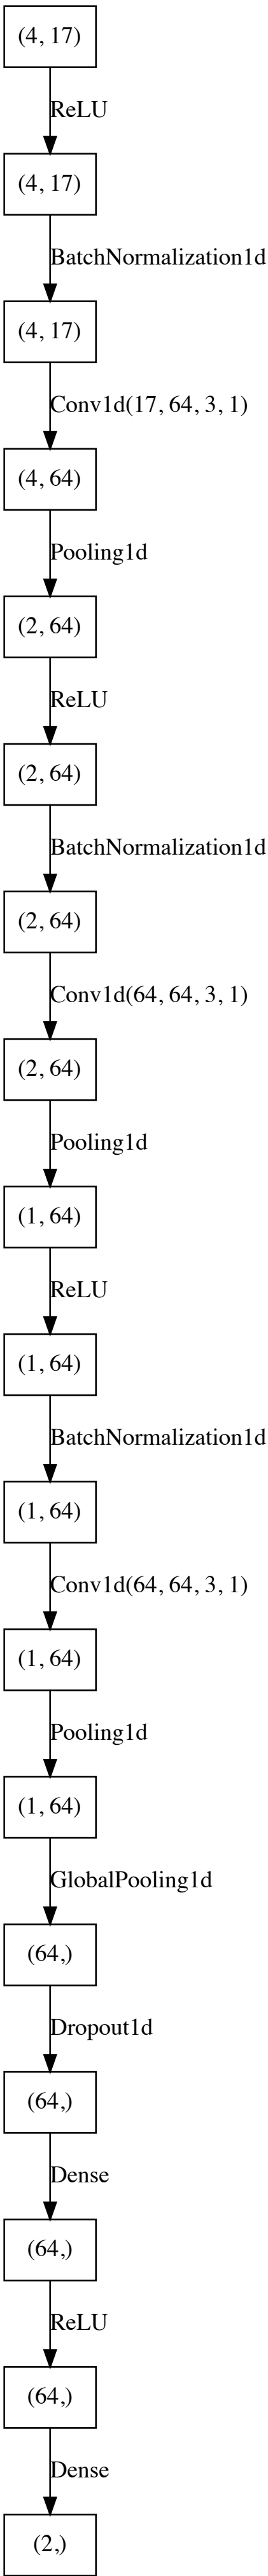 (4, 17)
ReLU
(4, 17)
BatchNormalization1d
(4, 17)
Conv1d(17, 64, 3, 1)
(4, 64)
Pooling1d
(2, 64)
ReLU
(2, 64)
BatchNormalization1d
(2, 64)
Conv1d(64, 64, 3, 1)
(2, 64)
Pooling1d
(1, 64)
ReLU
(1, 64)
BatchNormalization1d
(1, 64)
Conv1d(64, 64, 3, 1)
(1, 64)
Pooling1d
(1, 64)
GlobalPooling1d
(64,)
Dropout1d
(64,)
Dense
(64,)
ReLU
(64,)
Dense
(2,)